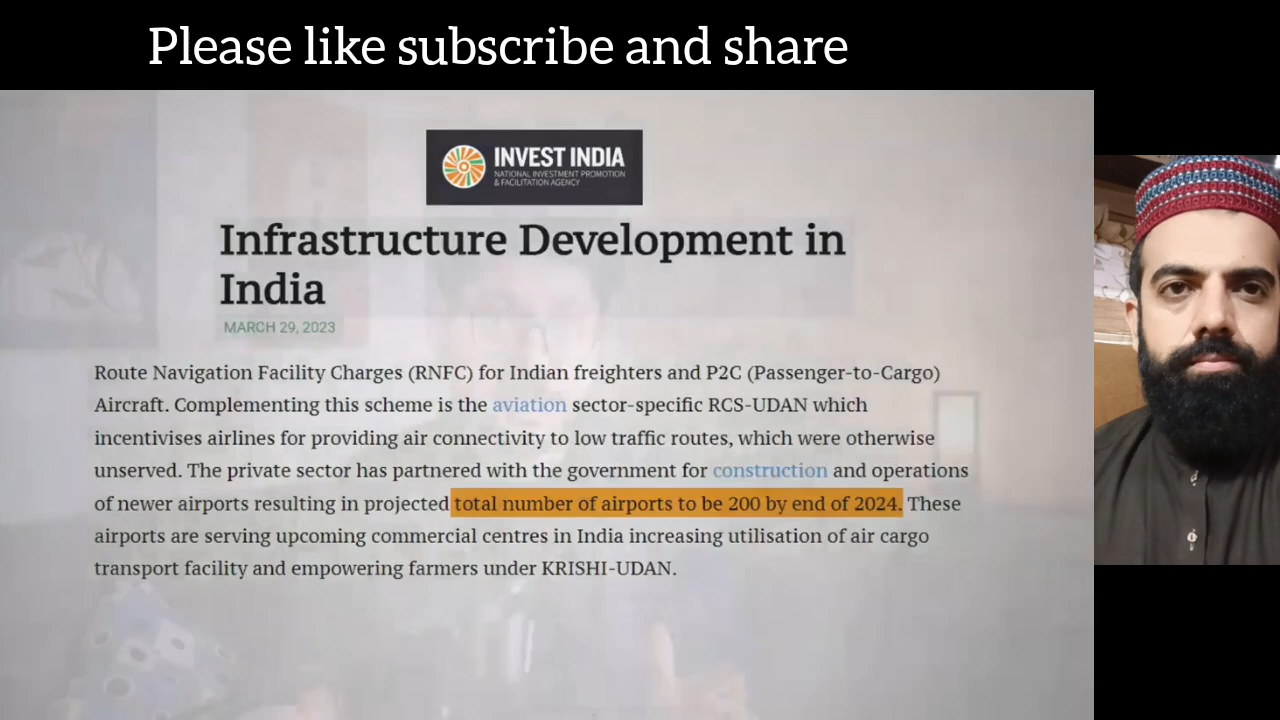 Please like subscribe and share
INVEST INDIA
NATIONAL INVESTMENT PROMOTION
& FACILITATION AGENCY
Infrastructure Development in
India
MARCH 29, 2023
Route Navigation Facility Charges (RNFC) for Indian freighters and P2C (Passenger-to-Cargo)
Aircraft. Complementing this scheme is the aviation sector-specific RCS-UDAN which
incentivises airlines for providing air connectivity to low traffic routes, which were otherwise
unserved. The private sector has partnered with the government for construction and operations
of newer airports resulting in projected total number of airports to be 200 by end of 2024. These
airports are serving upcoming commercial centres in India increasing utilisation of air cargo
transport facility and empowering farmers under KRISHI-UDAN.